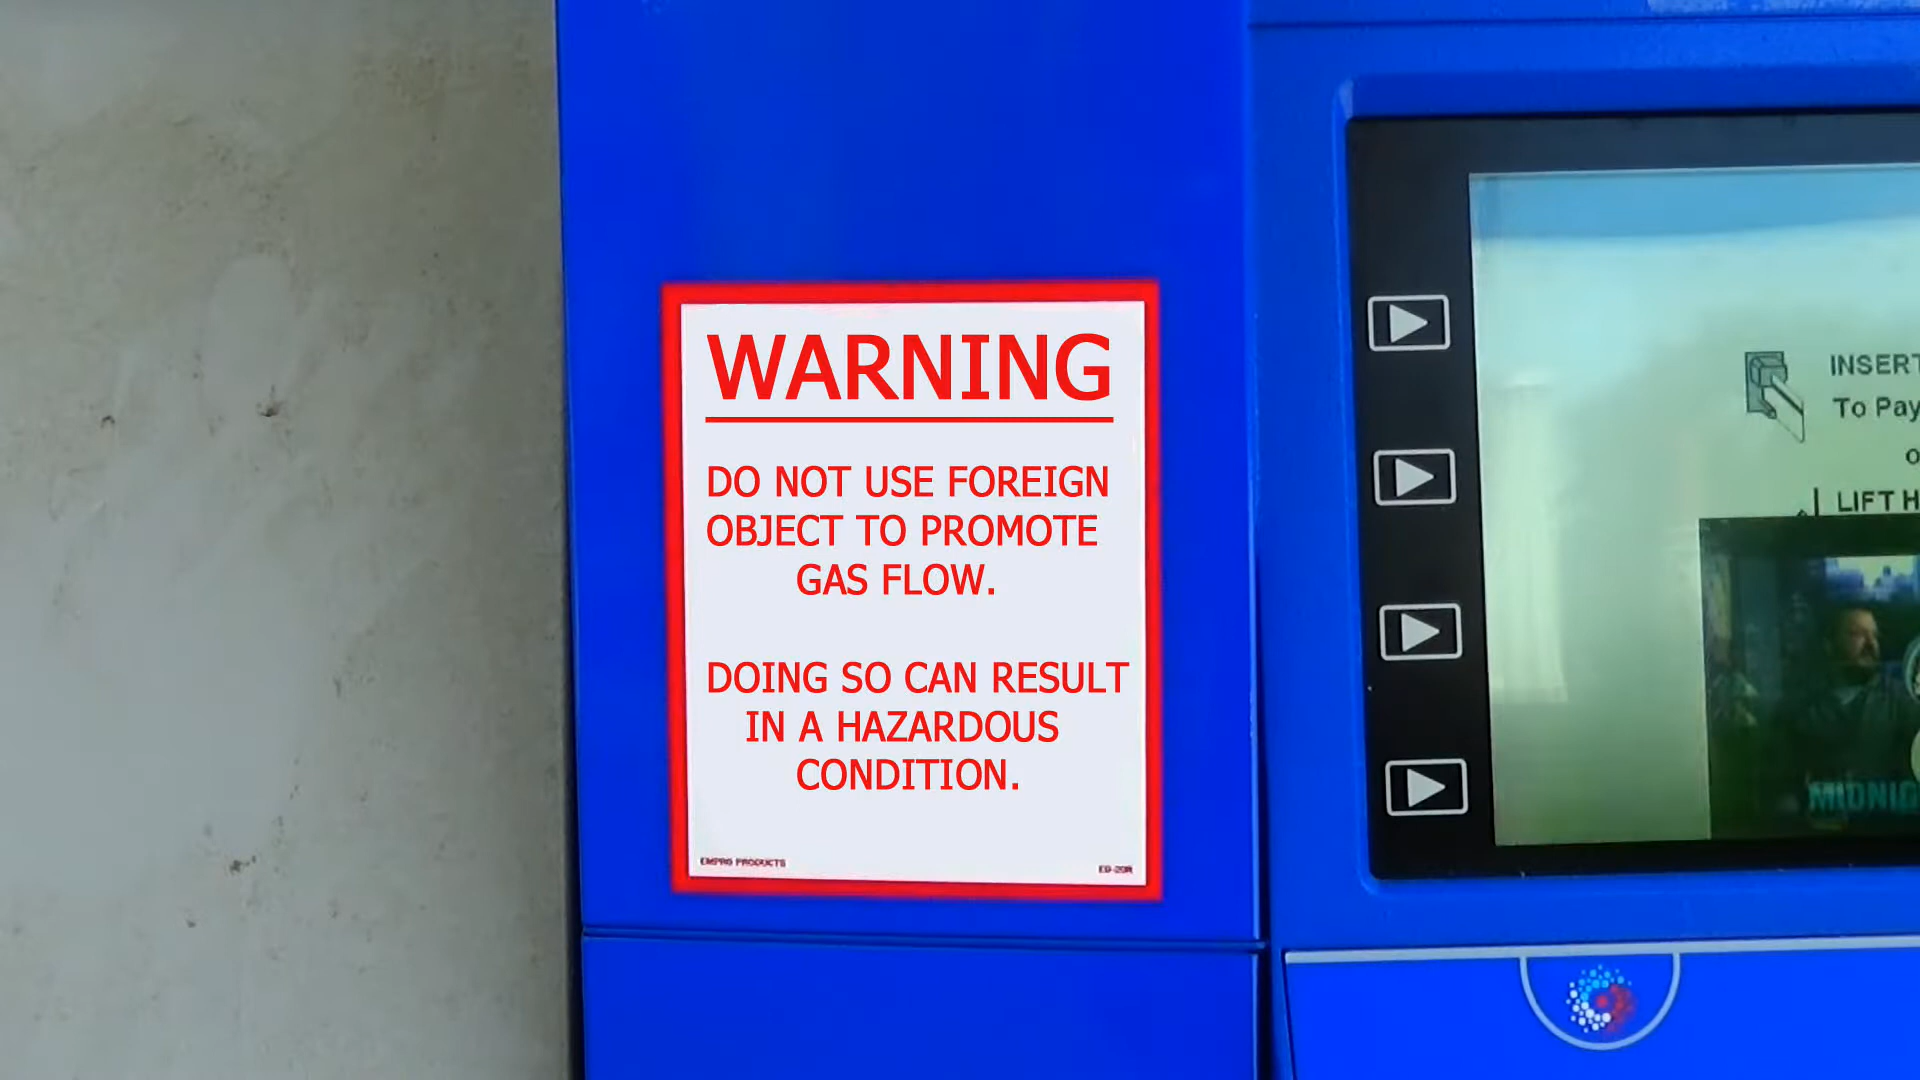 WARNING
DO NOT USE FOREIGN
OBJECT TO PROMOTE
GAS FLOW.
DOING SO CAN RESULT
IN A HAZARDOUS
CONDITION.
EMPRO PRODUCTS
INSERT
To Pay
LIFT H
MIDNIG